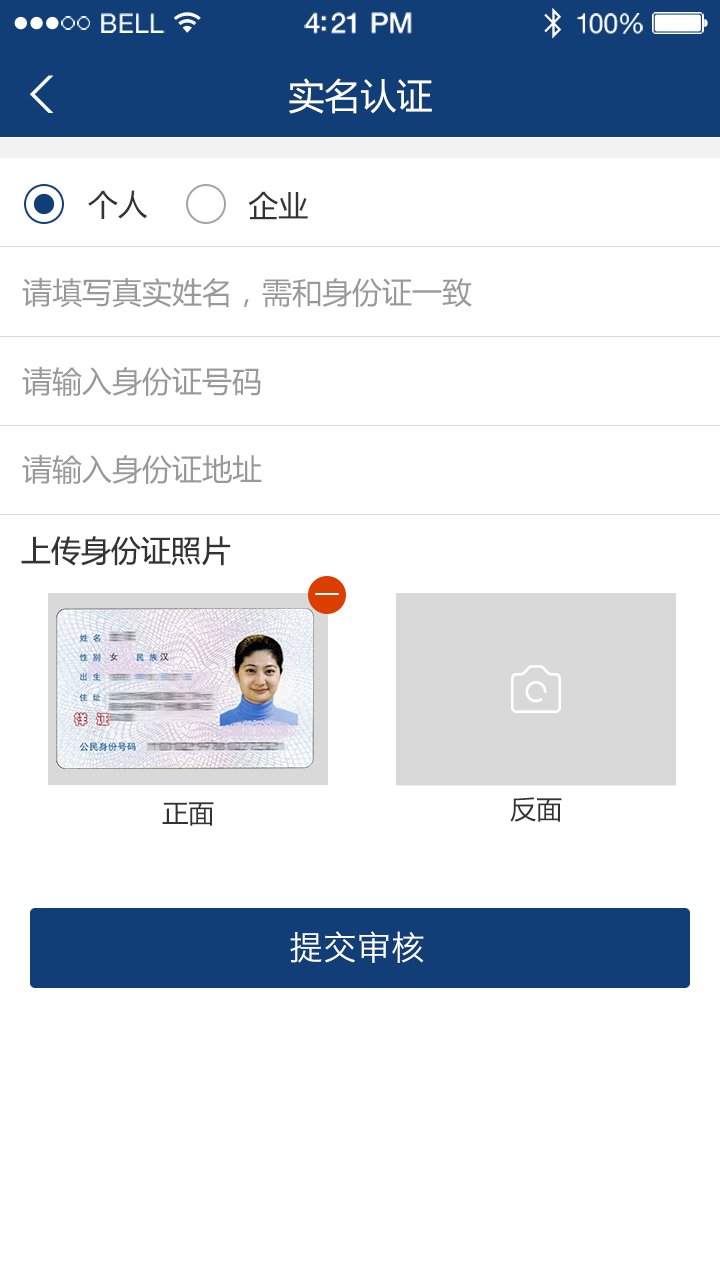 BELL 4:21 PM 100%
实名认证
个人 企业
请填写真实姓名，需和身份证一致
请输入身份证号码
请输入身份证地址
上传身份证照片
姓名
性别 女 民族 汉
出生
住址
样证
公民身份号码
正面 反面
提交审核